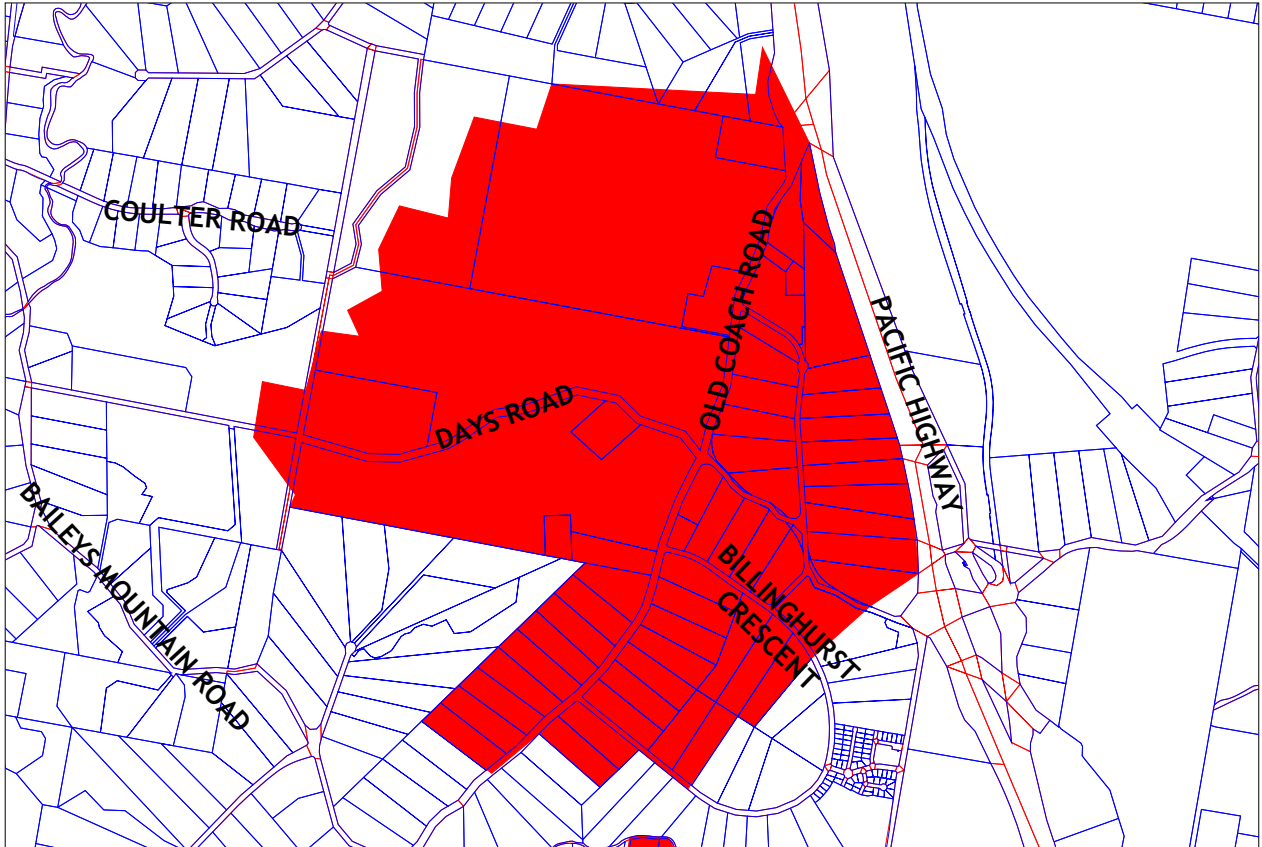 COULTER ROAD
OLD COACH ROAD
PACIFIC HIGHWAY
DAYS ROAD
BAILEYS MOUNTAIN ROAD
BILLINGHURST
CRESCENT